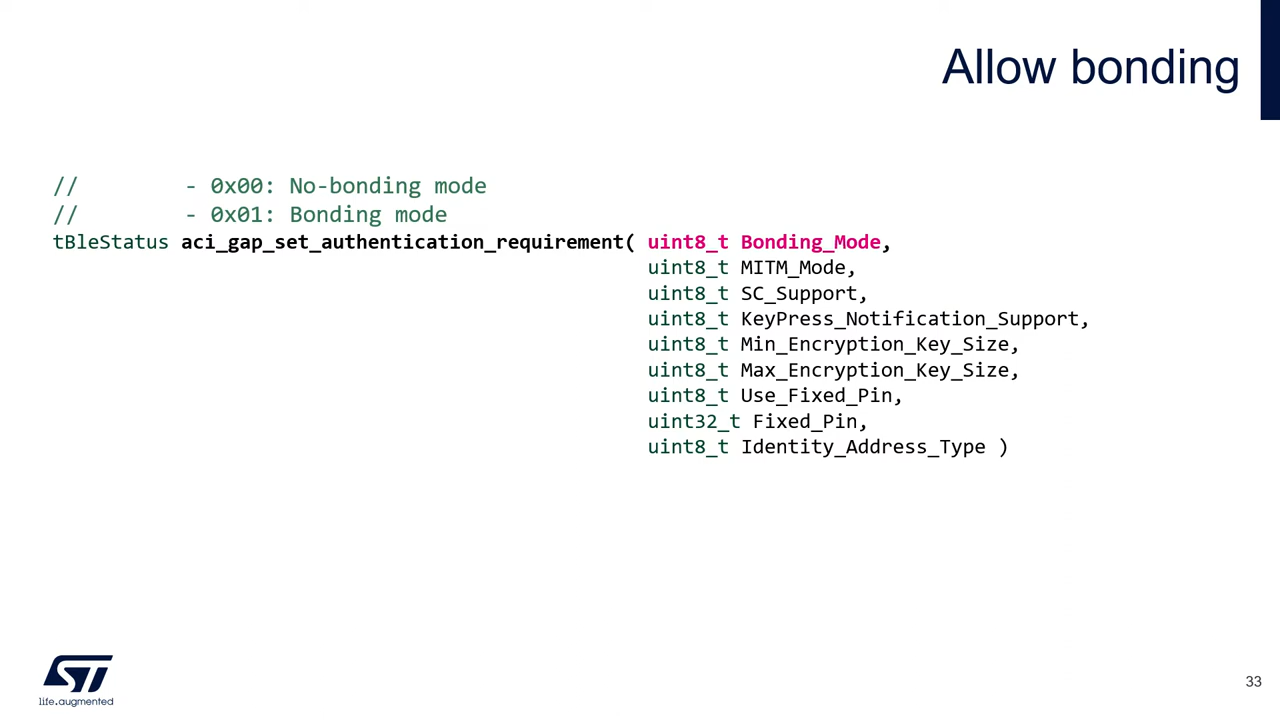 Allow bonding
// - 0x00: No-bonding mode
// - 0x01: Bonding mode
tBleStatus aci_gap_set_authentication_requirement( uint8_t Bonding_Mode,
uint8_t MITM_Mode,
uint8_t SC_Support,
uint8_t KeyPress_Notification_Support,
uint8_t Min_Encryption_Key_Size,
uint8_t Max_Encryption_Key_Size,
uint8_t Use_Fixed_Pin,
uint32_t Fixed_Pin,
uint8_t Identity_Address_Type )
ST
life.augmented
33